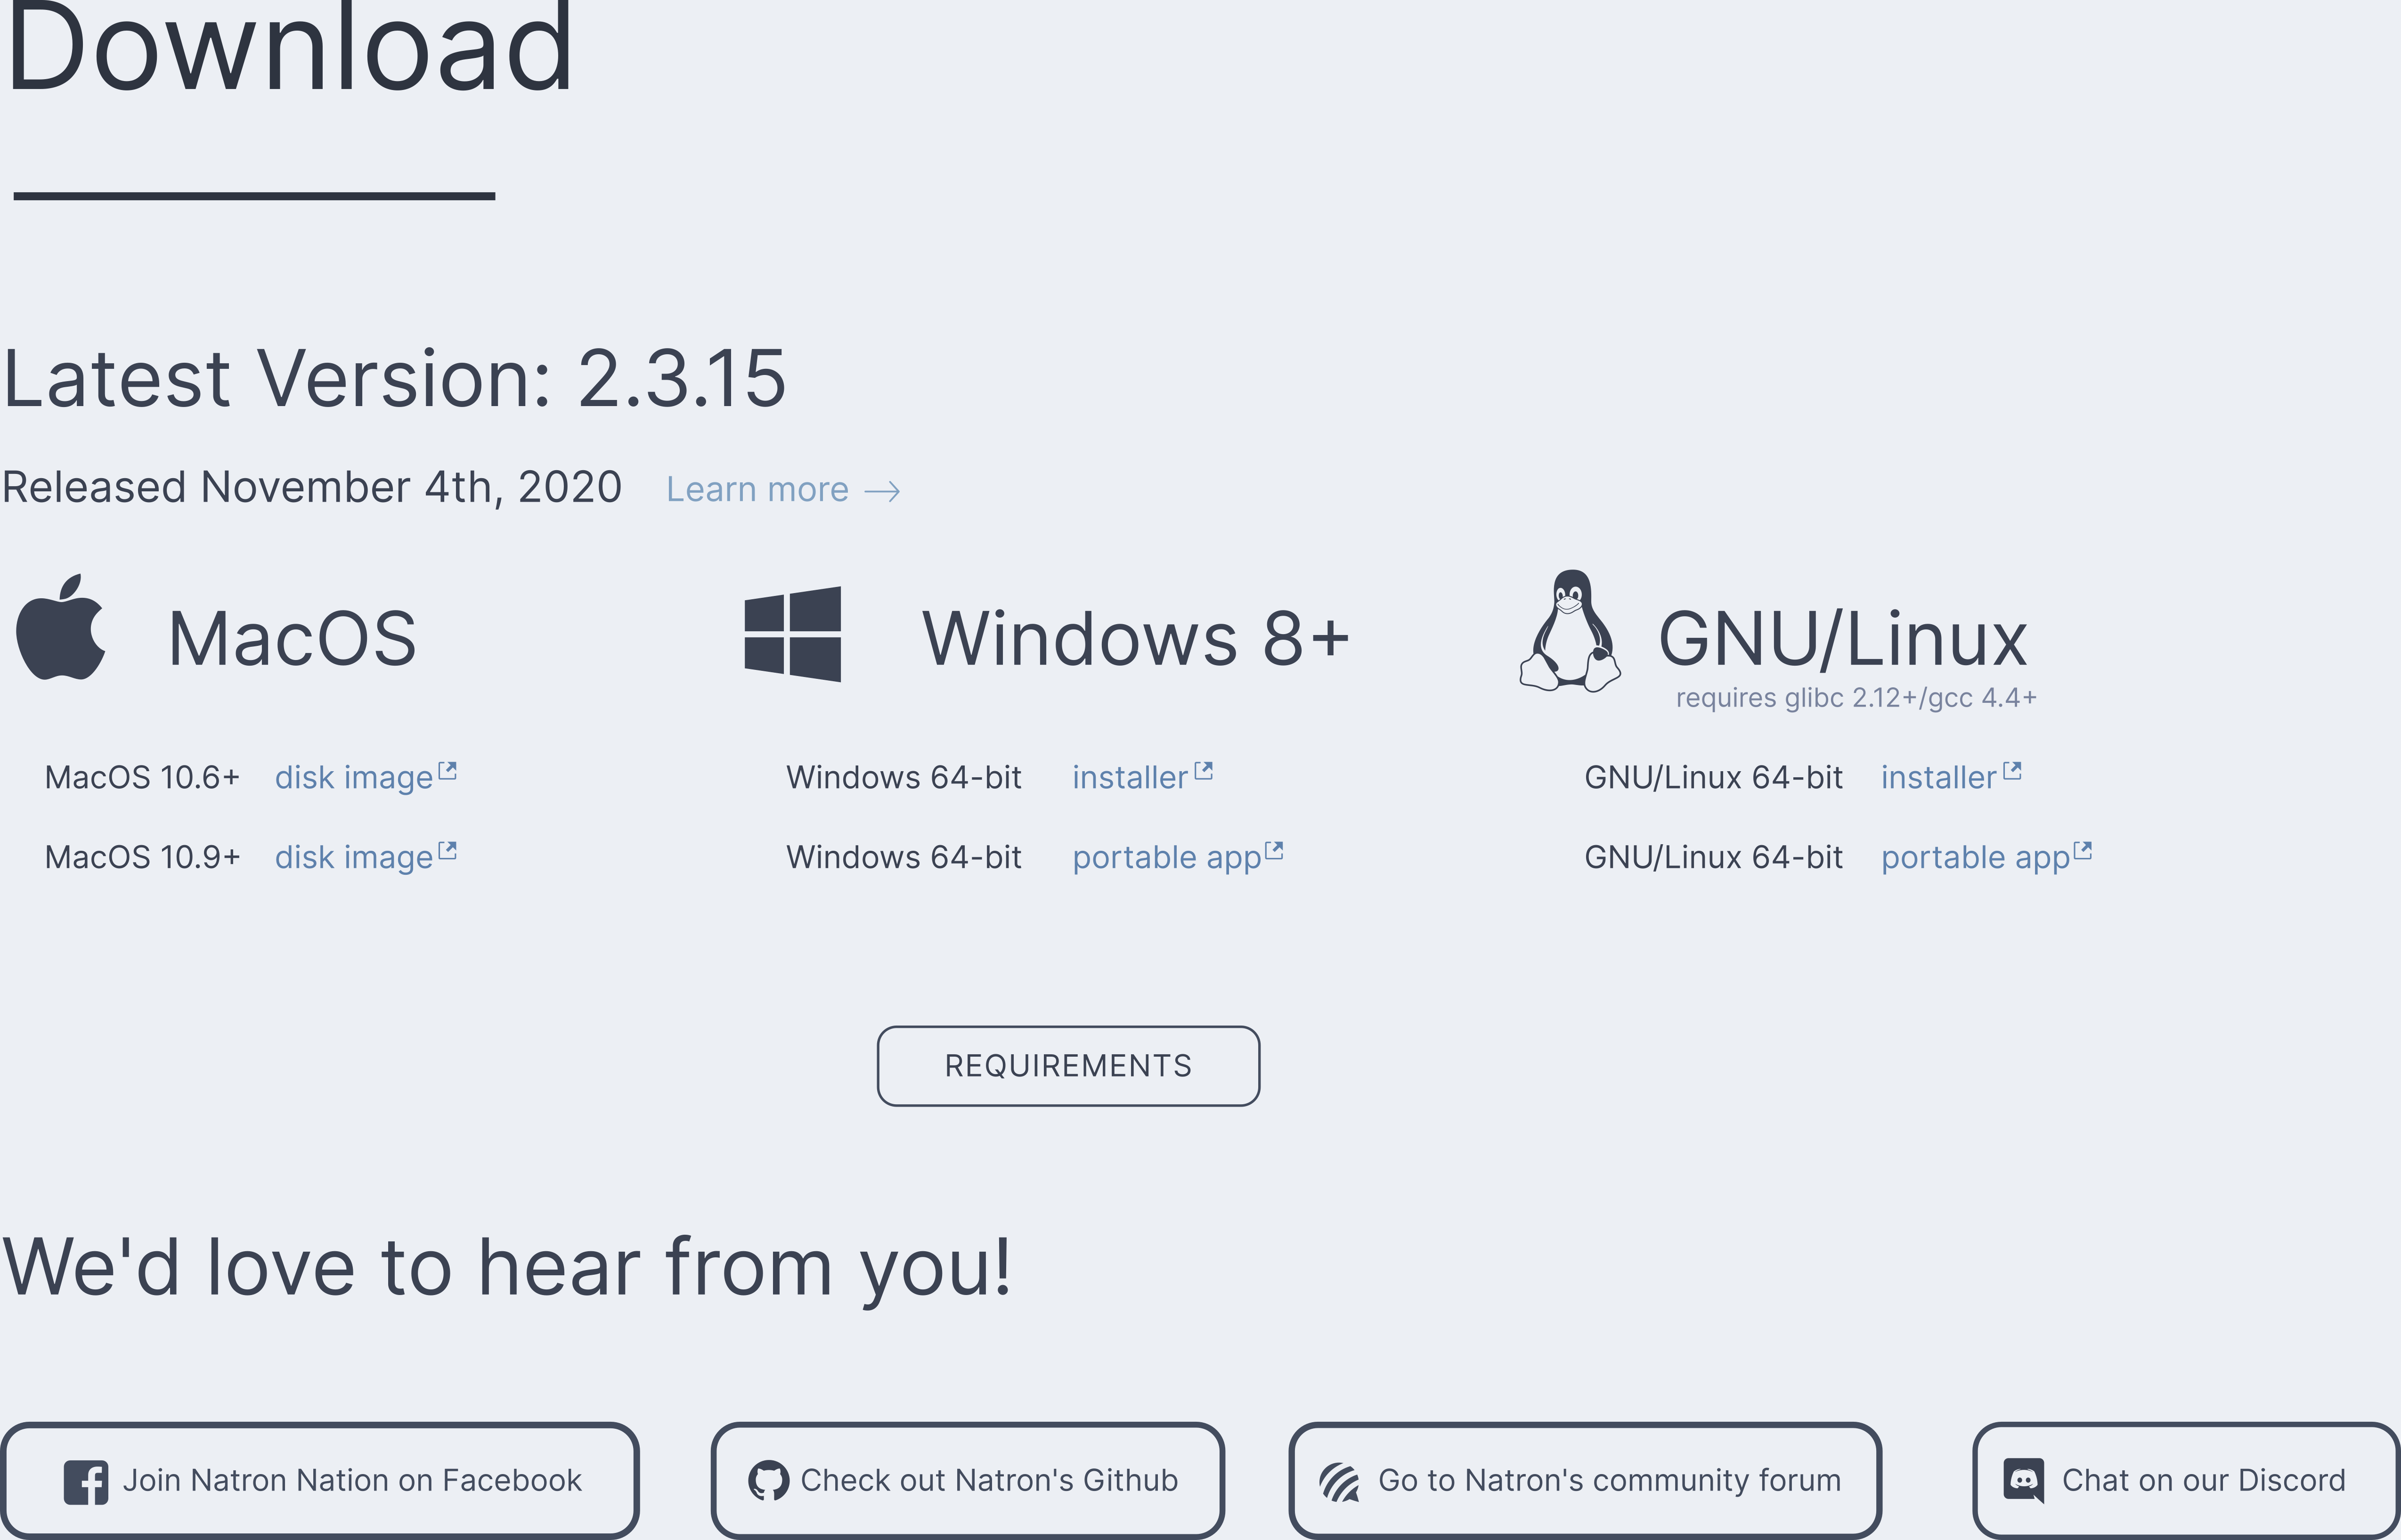 Download
Latest Version: 2.3.15
Released November 4th, 2020 Learn more →
MacOS
MacOS 10.6+ disk image
MacOS 10.9+ disk image
Windows 8+
Windows 64-bit installer
Windows 64-bit portable app
GNU/Linux
requires glibc 2.12+/gcc 4.4+
GNU/Linux 64-bit installer
GNU/Linux 64-bit portable app
REQUIREMENTS
We'd love to hear from you!
Join Natron Nation on Facebook
Check out Natron's Github
Go to Natron's community forum
Chat on our Discord